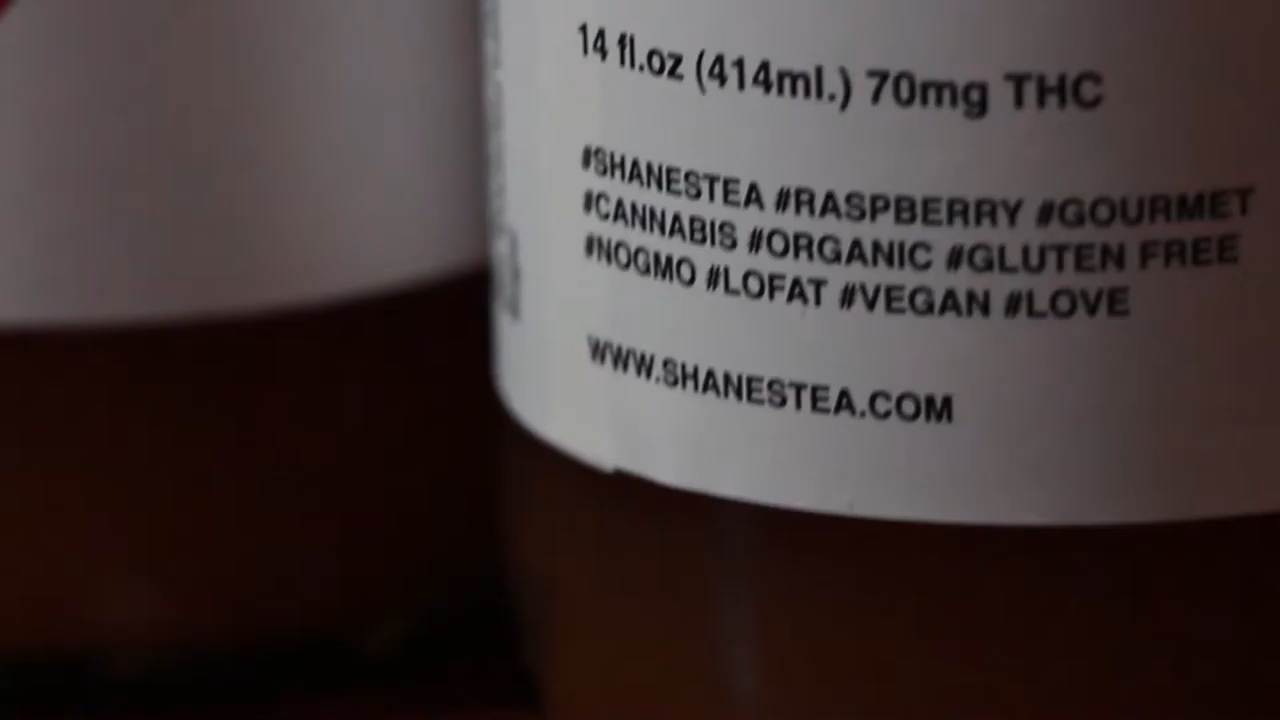 14 fl.oz (414ml.) 70mg THC
#SHANESTEA #RASPBERRY #GOURMET
#CANNABIS #ORGANIC #GLUTEN FREE
#NOGMO #LOFAT #VEGAN #LOVE
WWW.SHANESTEA.COM